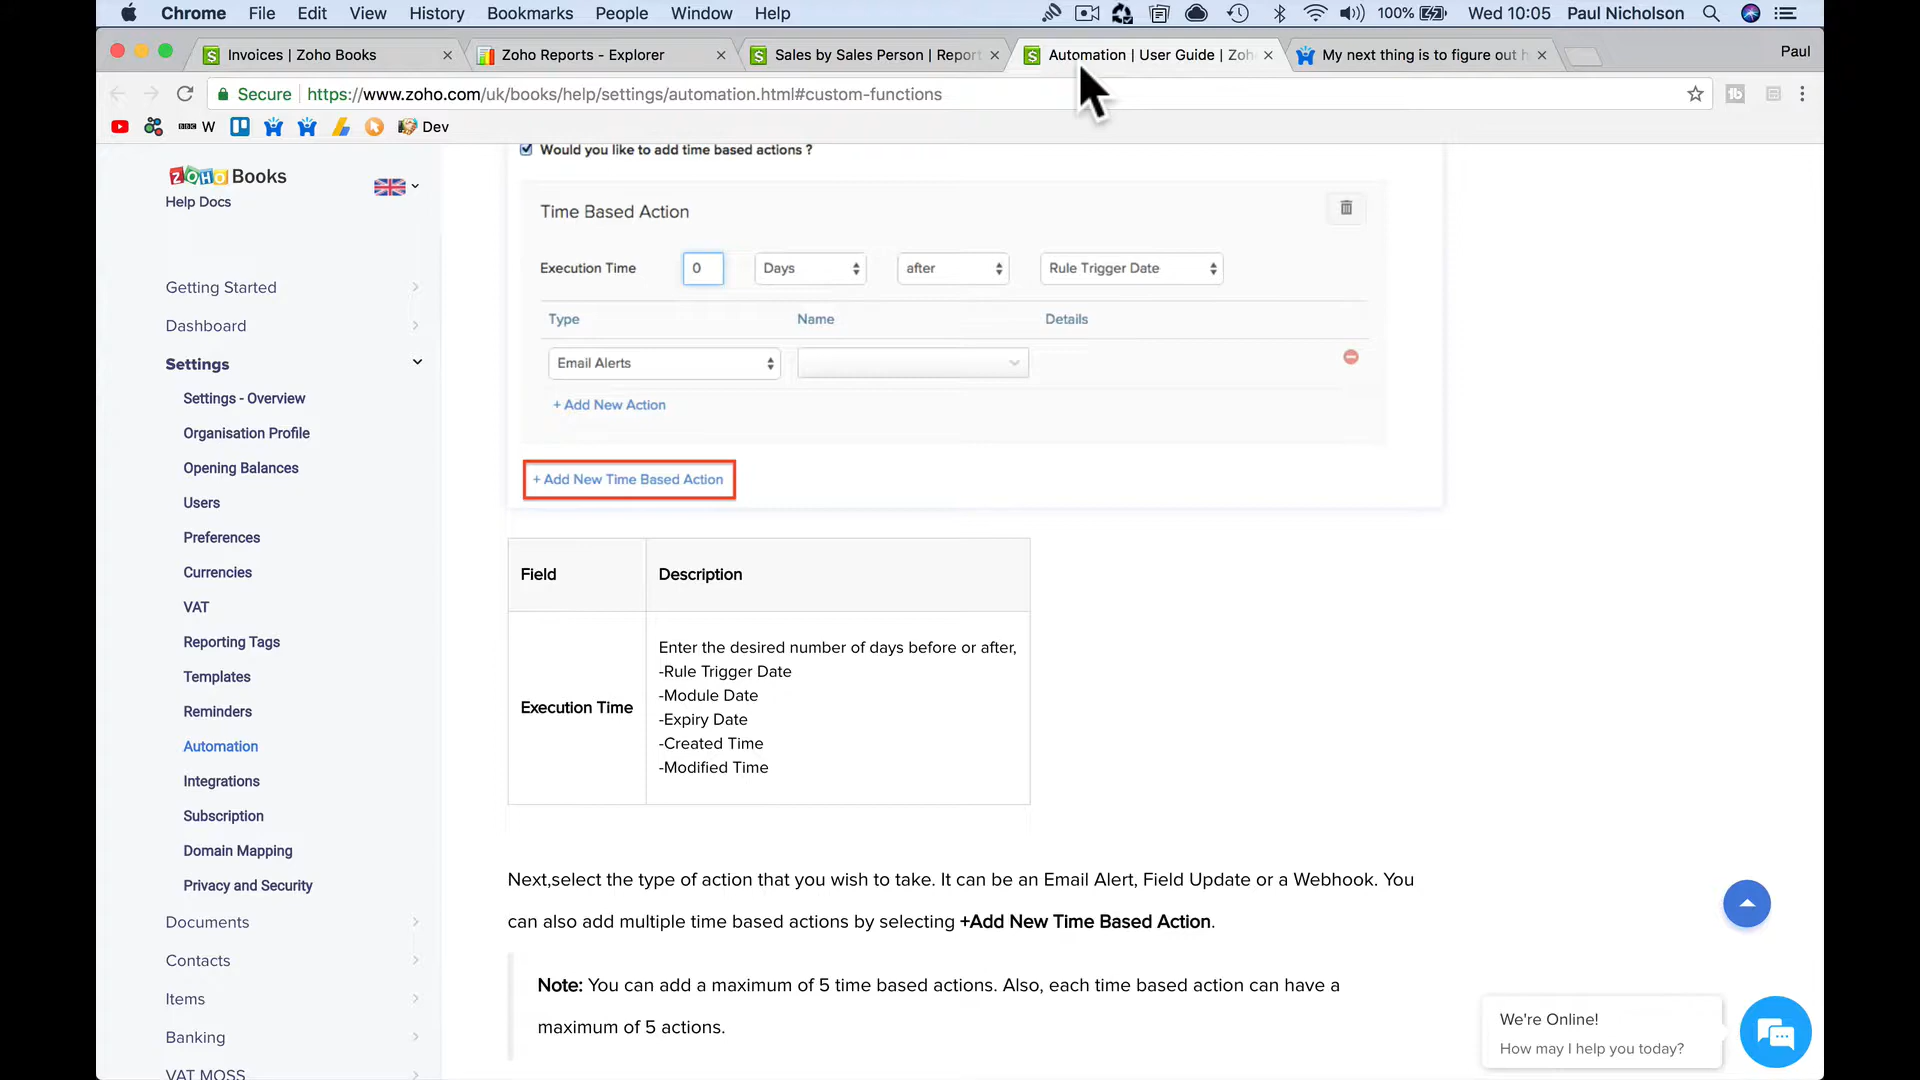 Chrome File Edit View History Bookmarks People Window Help 100% Wed 10:05 Paul Nicholson
Invoices | Zoho Books
Zoho Reports - Explorer
Sales by Sales Person | Report
Automation | User Guide | Zoh
My next thing is to figure out h
Paul
Secure https://www.zoho.com/uk/books/help/settings/automation.html#custom-functions
BBC W Dev
ZOHO Books
Help Docs
Getting Started
Dashboard
Settings
Settings - Overview
Organisation Profile
Opening Balances
Users
Preferences
Currencies
VAT
Reporting Tags
Templates
Reminders
Automation
Integrations
Subscription
Domain Mapping
Privacy and Security
Documents
Contacts
Items
Banking
VAT MOSS
Would you like to add time based actions ?
Time Based Action
Execution Time 0 Days after Rule Trigger Date
Type Name Details
Email Alerts
+ Add New Action
+ Add New Time Based Action
Field Description
Execution Time
Enter the desired number of days before or after,
-Rule Trigger Date
-Module Date
-Expiry Date
-Created Time
-Modified Time
Next,select the type of action that you wish to take. It can be an Email Alert, Field Update or a Webhook. You
can also add multiple time based actions by selecting +Add New Time Based Action.
Note: You can add a maximum of 5 time based actions. Also, each time based action can have a
maximum of 5 actions.
We're Online!
How may I help you today?